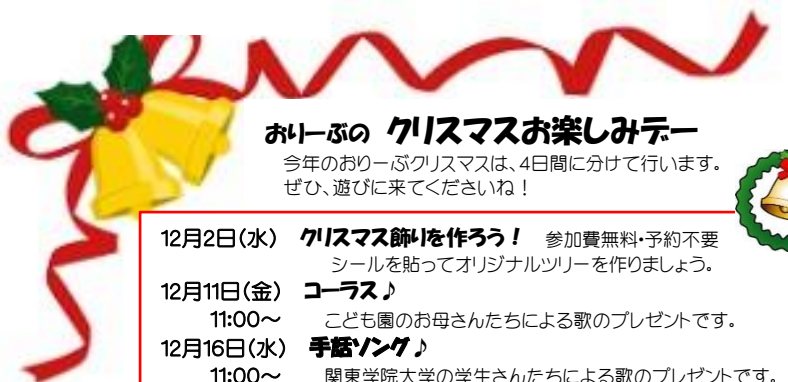 おりーぶの クリスマスお楽しみデー
今年のおりーぶクリスマスは、4日間に分けて行います。
ぜひ、遊びに来てくださいね！
12月2日(水) クリスマス飾りを作ろう！ 参加費無料・予約不要
シールを貼ってオリジナルツリーを作りましょう。
12月11日(金) コーラス♪
11:00～ こども園のお母さんたちによる歌のプレゼントです。
12月16日(水) 手話ソング♪
11:00～ 関東学院大学の学生さんたちによる歌のプレゼントです。